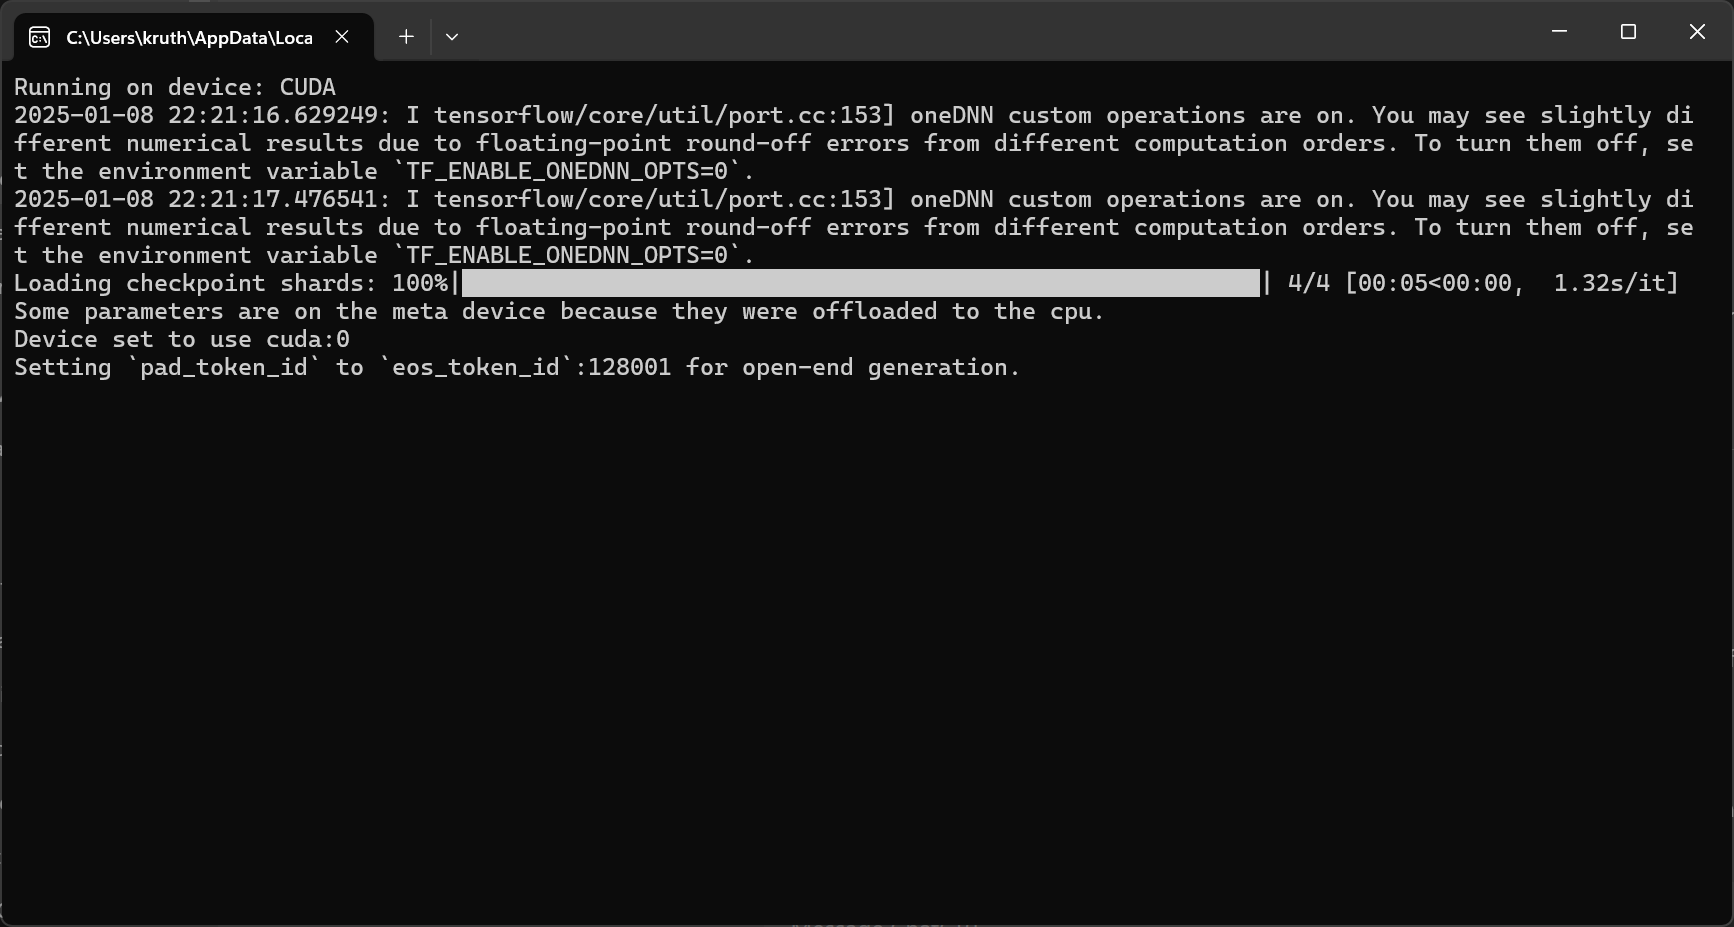 C:\Users\kruth\AppData\Loca
Running on device: CUDA
2025-01-08 22:21:16.629249: I tensorflow/core/util/port.cc:153] oneDNN custom operations are on. You may see slightly di
fferent numerical results due to floating-point round-off errors from different computation orders. To turn them off, se
t the environment variable `TF_ENABLE_ONEDNN_OPTS=0`.
2025-01-08 22:21:17.476541: I tensorflow/core/util/port.cc:153] oneDNN custom operations are on. You may see slightly di
fferent numerical results due to floating-point round-off errors from different computation orders. To turn them off, se
t the environment variable `TF_ENABLE_ONEDNN_OPTS=0`.
Loading checkpoint shards: 100%|                                                         | 4/4 [00:05<00:00,  1.32s/it]
Some parameters are on the meta device because they were offloaded to the cpu.
Device set to use cuda:0
Setting `pad_token_id` to `eos_token_id`:128001 for open-end generation.